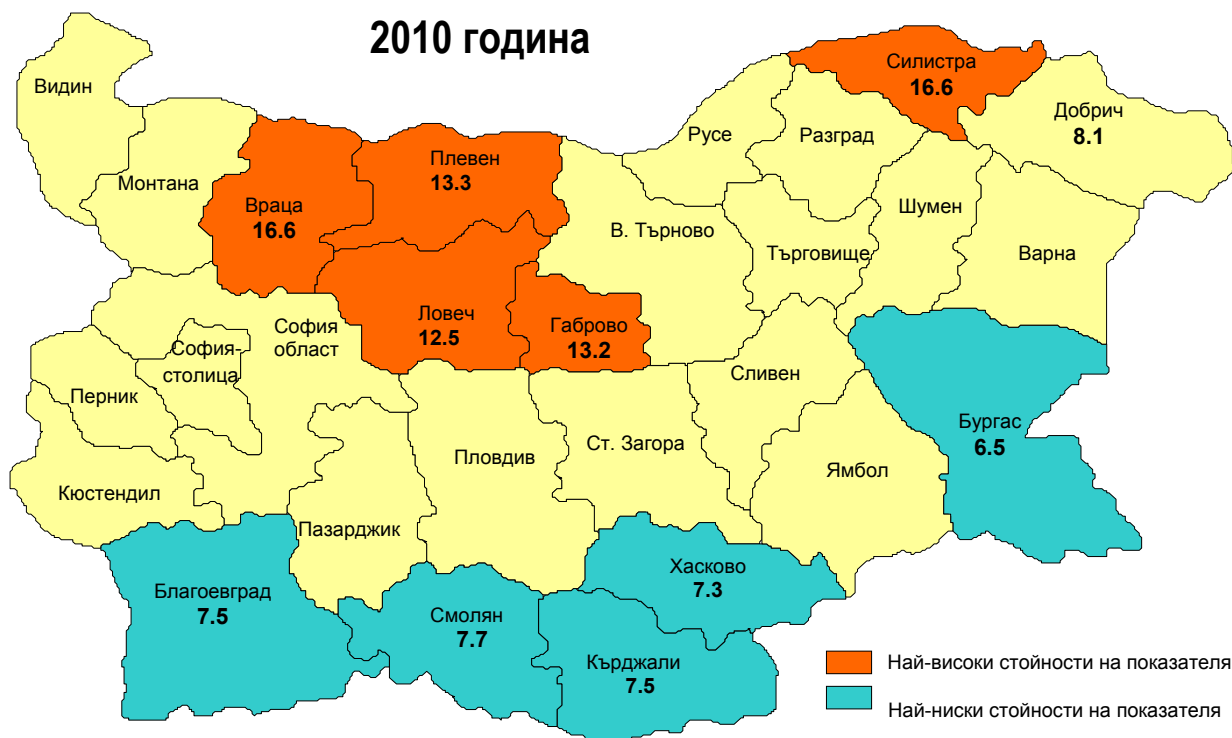 2010 година
Видин
Монтана
Враца
16.6
Плевен
13.3
Ловеч
12.5
Габрово
13.2
В. Търново
Русе
Разград
Силистра
16.6
Добрич
8.1
Търговище
Шумен
Варна
София
област
София-
столица
Перник
Кюстендил
Пазарджик
Пловдив
Ст. Загора
Сливен
Ямбол
Бургас
6.5
Благоевград
7.5
Смолян
7.7
Хасково
7.3
Кърджали
7.5
Най-високи стойности на показателя
Най-ниски стойности на показателя